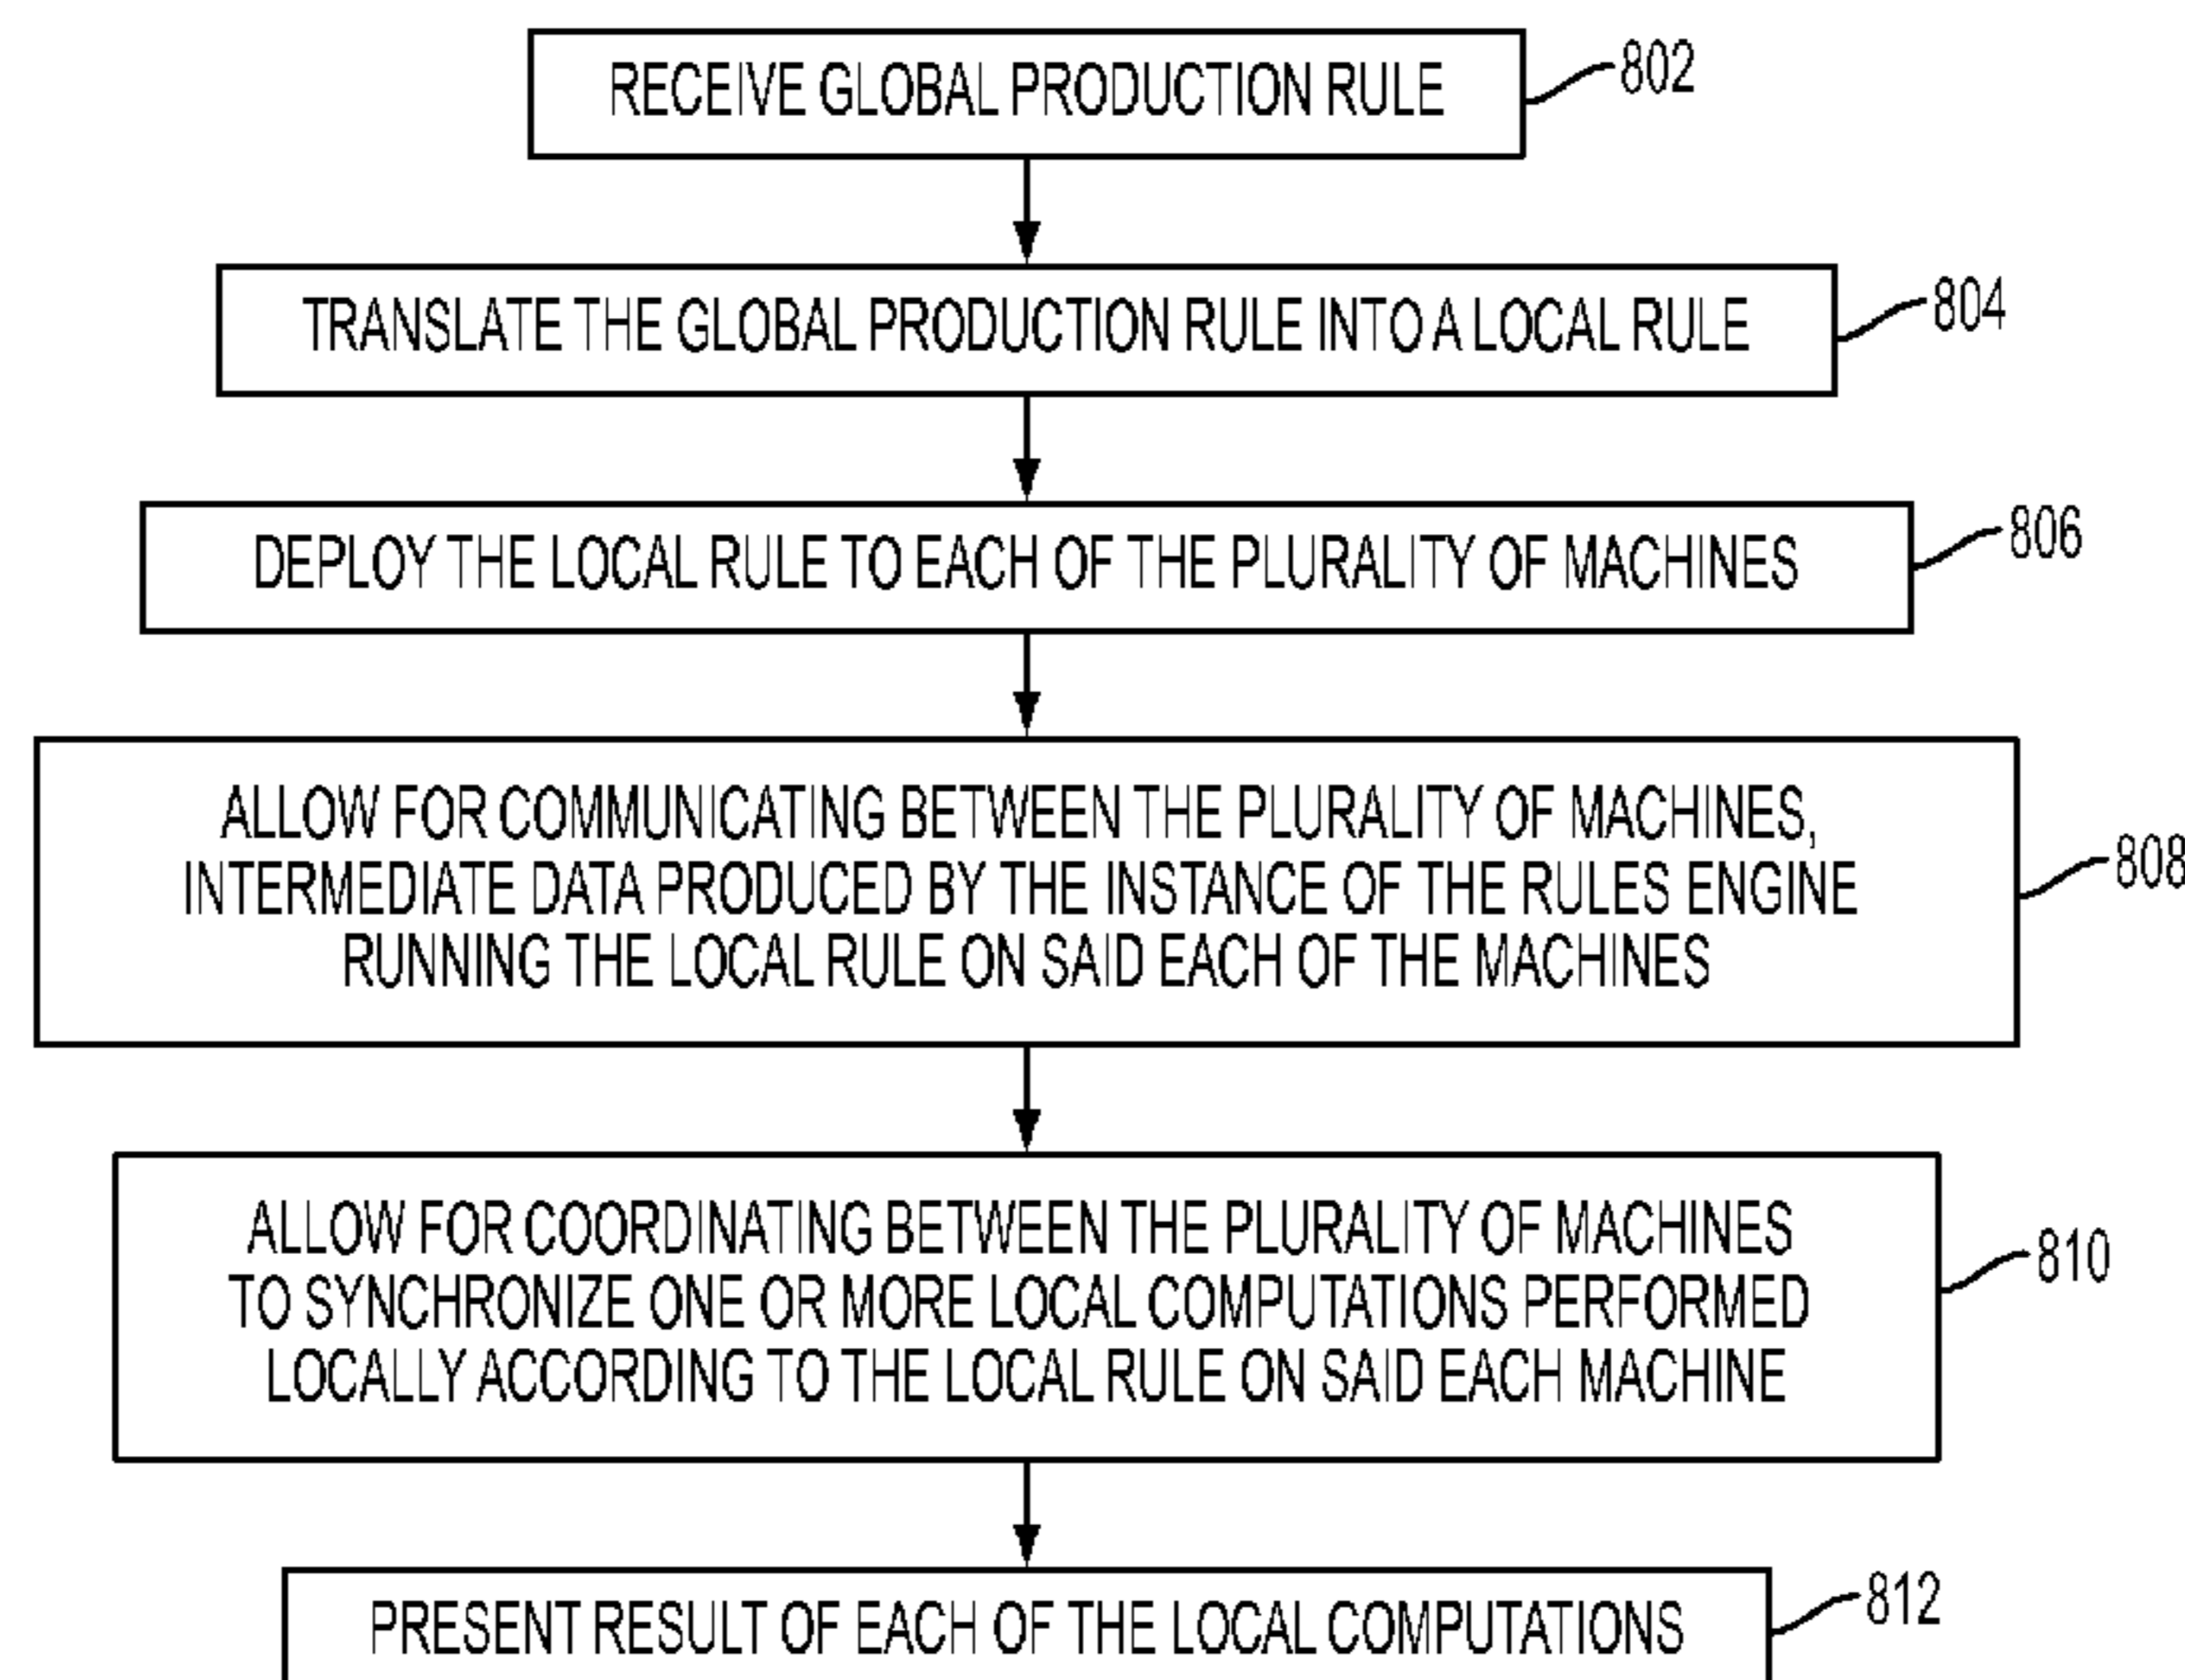 RECEIVE GLOBAL PRODUCTION RULE
802
TRANSLATE THE GLOBAL PRODUCTION RULE INTO A LOCAL RULE
804
DEPLOY THE LOCAL RULE TO EACH OF THE PLURALITY OF MACHINES
806
ALLOW FOR COMMUNICATING BETWEEN THE PLURALITY OF MACHINES,
INTERMEDIATE DATA PRODUCED BY THE INSTANCE OF THE RULES ENGINE
RUNNING THE LOCAL RULE ON SAID EACH OF THE MACHINES
808
ALLOW FOR COORDINATING BETWEEN THE PLURALITY OF MACHINES
TO SYNCHRONIZE ONE OR MORE LOCAL COMPUTATIONS PERFORMED
LOCALLY ACCORDING TO THE LOCAL RULE ON SAID EACH MACHINE
810
PRESENT RESULT OF EACH OF THE LOCAL COMPUTATIONS
812